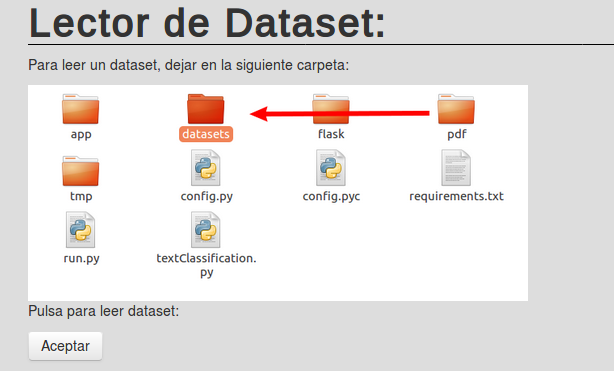 Lector de Dataset:
Para leer un dataset, dejar en la siguiente carpeta:
app datasets flask pdf
tmp config.py config.pyc requirements.txt
run.py textClassification.
py
Pulsa para leer dataset:
Aceptar